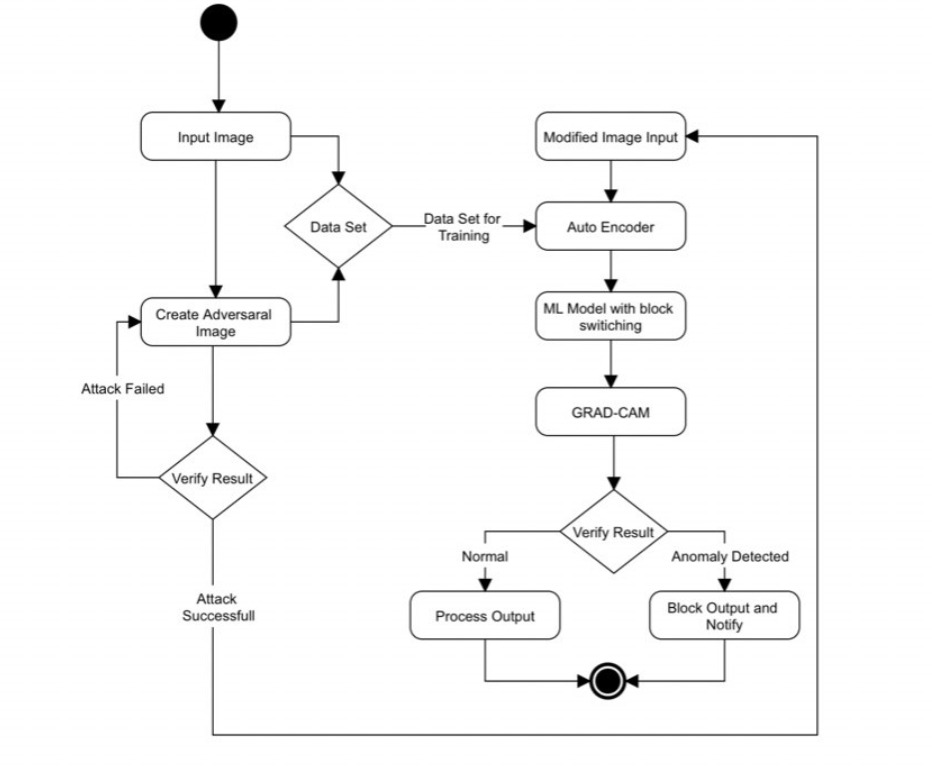 Input Image
Modified Image Input
Data Set
Data Set for
Training
Auto Encoder
Create Adversaral
Image
ML Model with block
switiching
Attack Failed
GRAD-CAM
Verify Result
Verify Result
Normal
Anomaly Detected
Attack
Successfull
Process Output
Block Output and
Notify